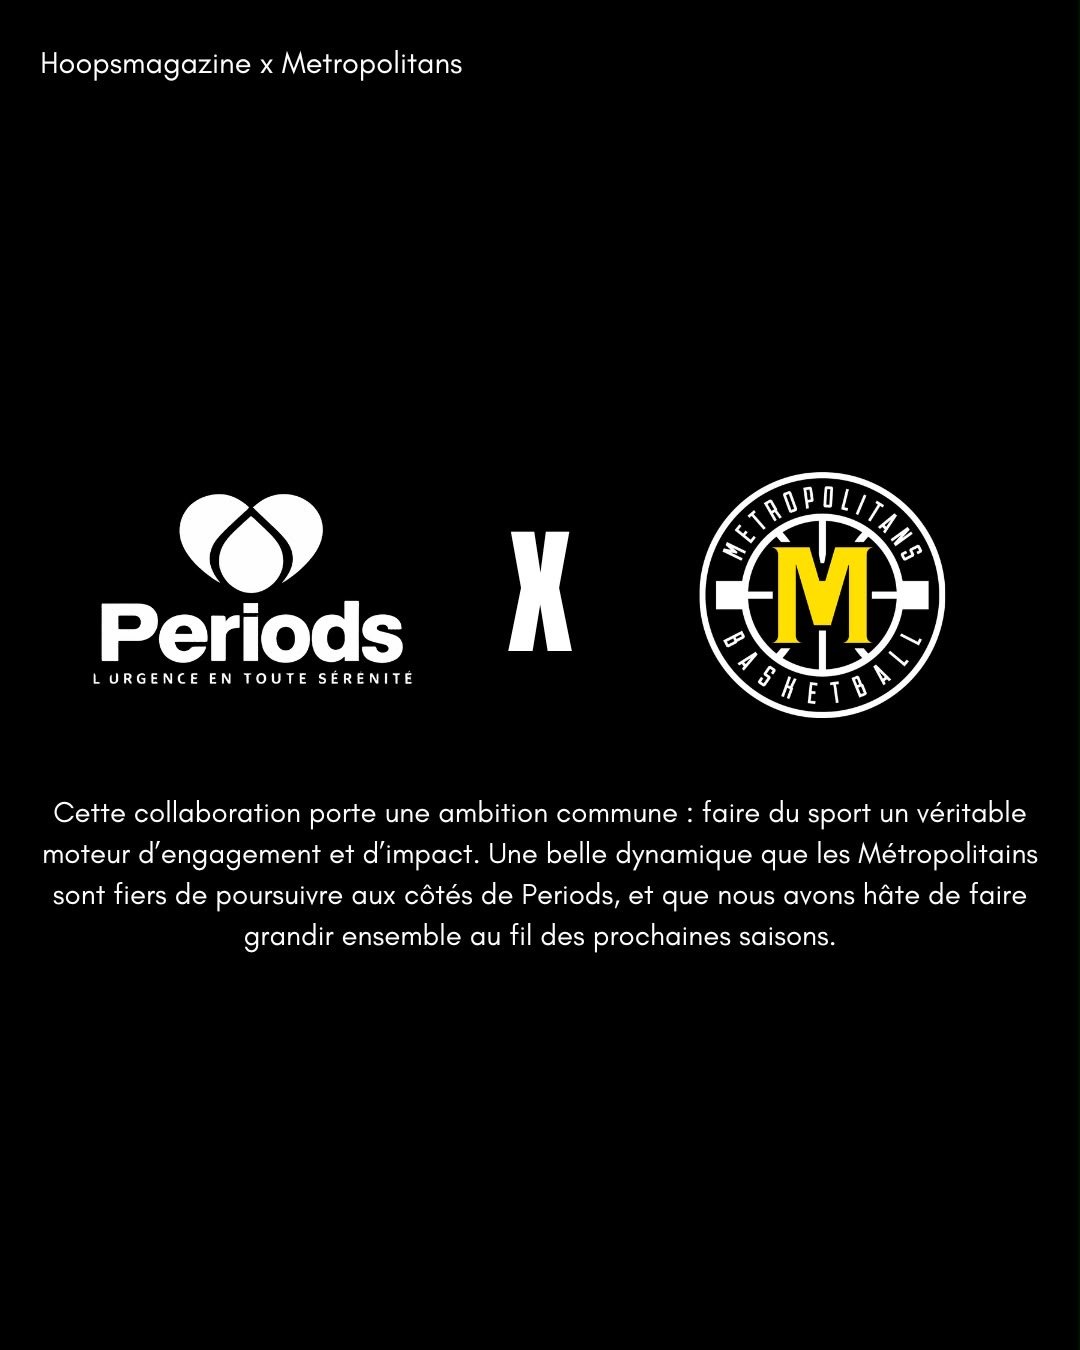 Hoopsmagazine x Metropolitans
Periods
L URGENCE EN TOUTE SÉRÉNITÉ
X
METROPOLITANS
M
BASKETBALL
Cette collaboration porte une ambition commune : faire du sport un véritable
moteur d’engagement et d’impact. Une belle dynamique que les Métropolitains
sont fiers de poursuivre aux côtés de Periods, et que nous avons hâte de faire
grandir ensemble au fil des prochaines saisons.